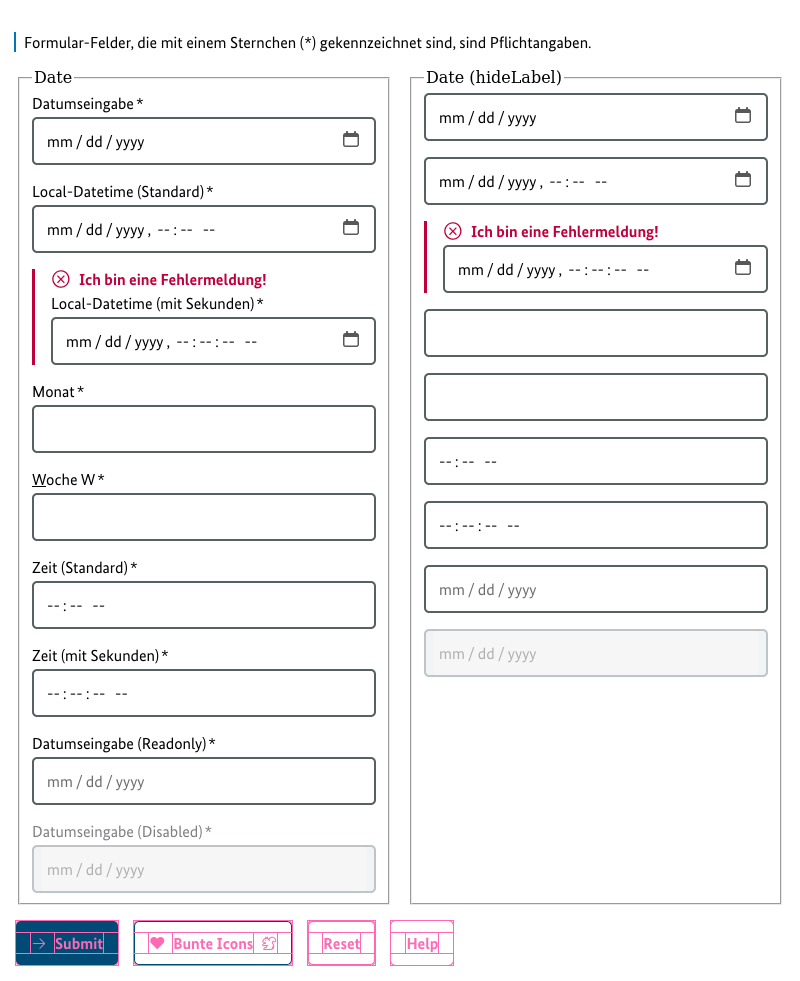 Formular-Felder, die mit einem Sternchen (*) gekennzeichnet sind, sind Pflichtangaben.
Date
Datumseingabe *
mm / dd / yyyy
Local-Datetime (Standard) *
mm / dd / yyyy , -- : -- --
Ich bin eine Fehlermeldung!
Local-Datetime (mit Sekunden) *
mm / dd / yyyy , -- : -- : -- --
Monat *
Woche W *
Zeit (Standard) *
-- : -- --
Zeit (mit Sekunden) *
-- : -- : -- --
Datumseingabe (Readonly) *
mm / dd / yyyy
Datumseingabe (Disabled) *
mm / dd / yyyy
Date (hideLabel)
mm / dd / yyyy
mm / dd / yyyy , -- : -- --
Ich bin eine Fehlermeldung!
mm / dd / yyyy , -- : -- : -- --
-- : -- --
-- : -- : -- --
mm / dd / yyyy
mm / dd / yyyy
Submit Bunte Icons Reset Help